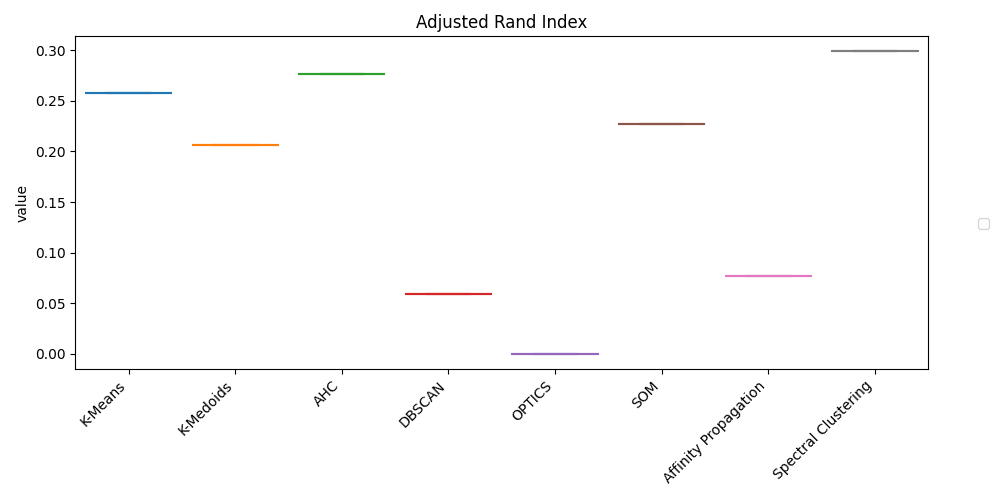 Adjusted Rand Index
value
0.30
0.25
0.20
0.15
0.10
0.05
0.00
K-Means
K-Medoids
AHC
DBSCAN
OPTICS
SOM
Affinity Propagation
Spectral Clustering